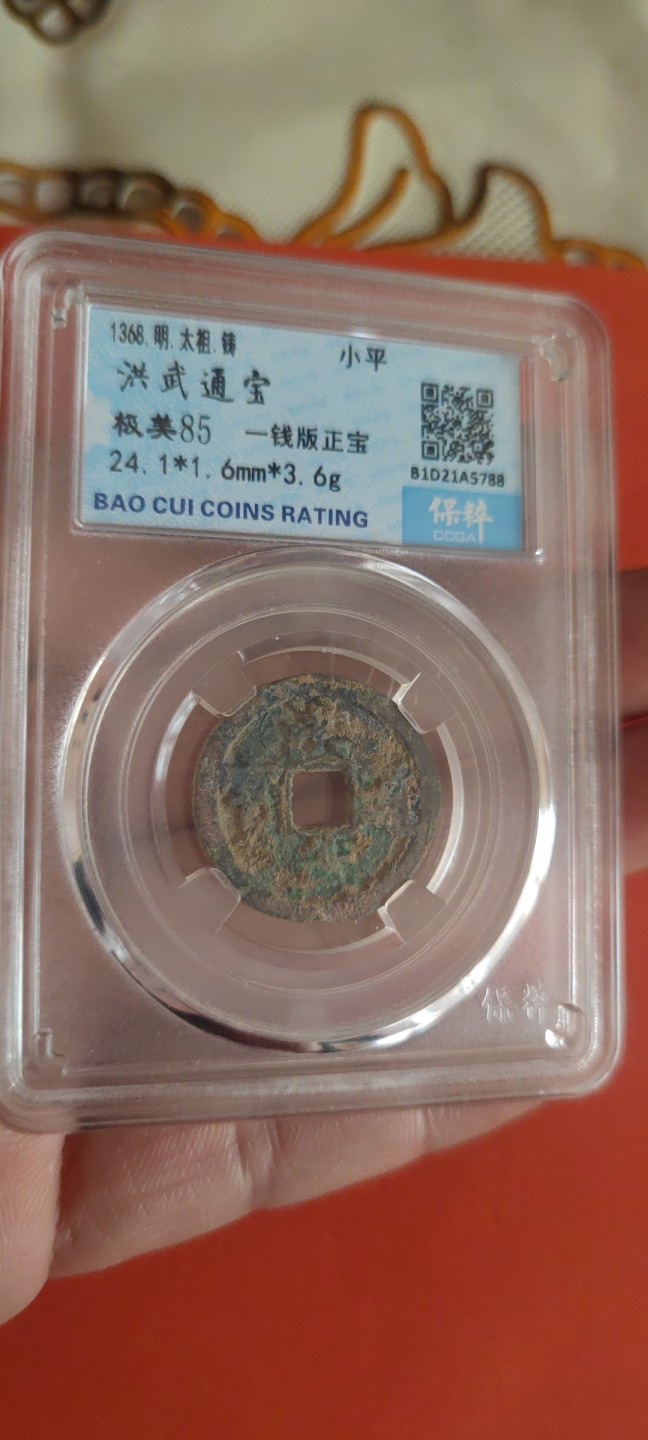 1368.明.太祖.铸
小平
洪武通宝
极美85 一钱版正宝
24.1*1.6mm*3.6g
B1D21A5788
BAO CUI COINS RATING
保粹
CCGA
保粹